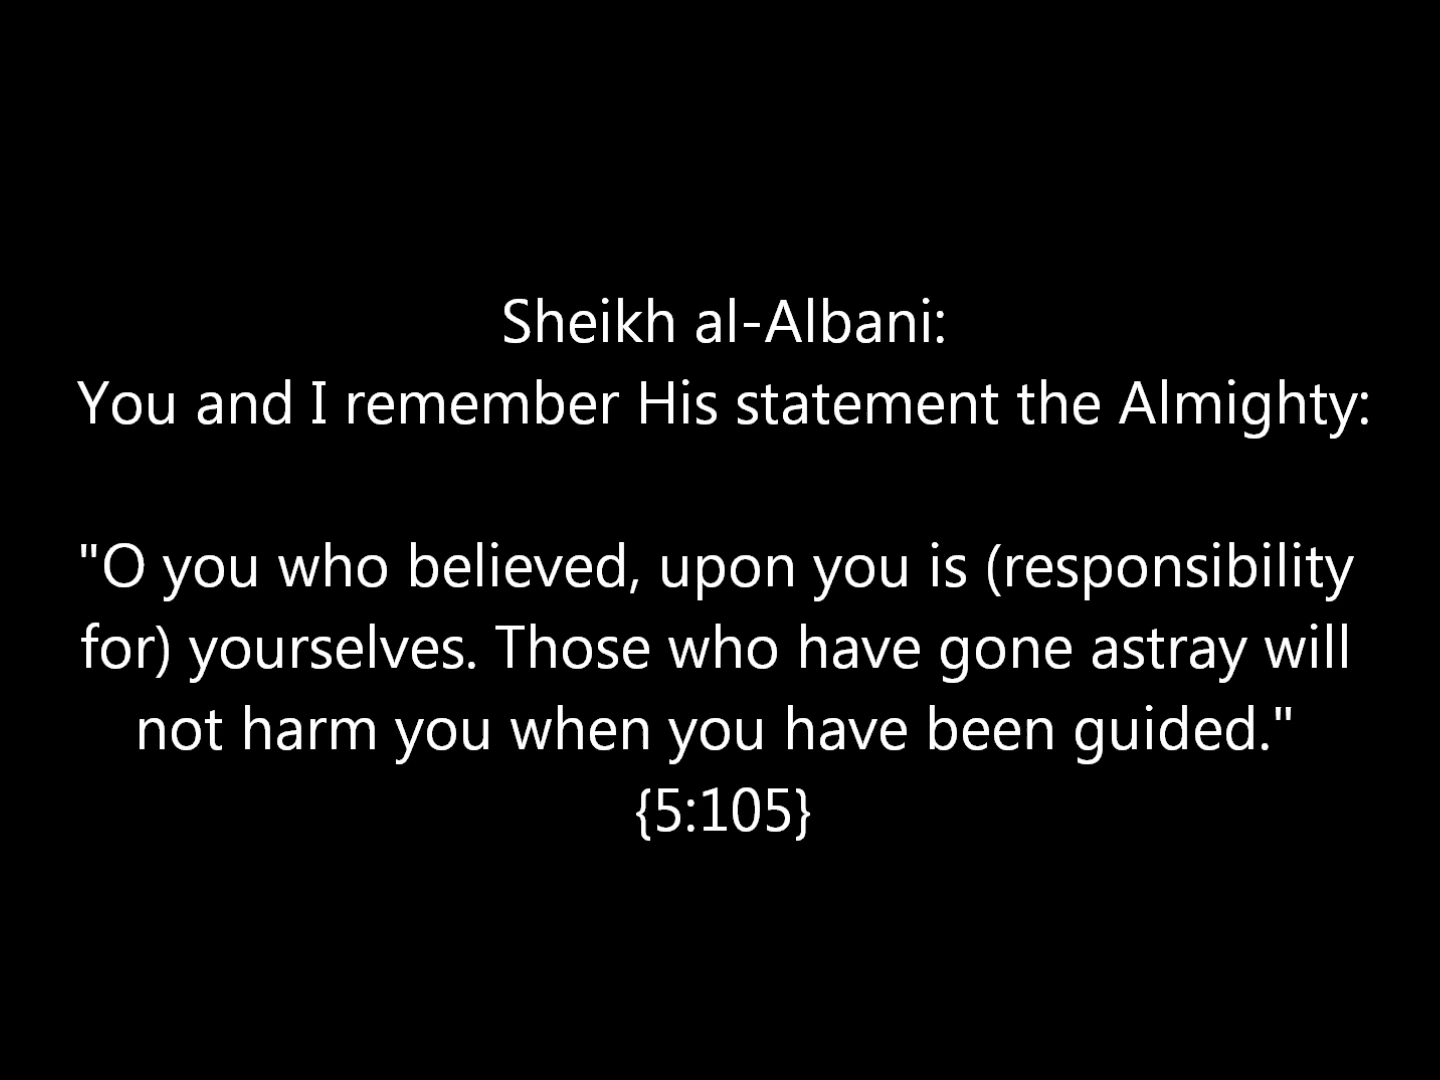 Sheikh al-Albani:
You and I remember His statement the Almighty:
"O you who believed, upon you is (responsibility
for) yourselves. Those who have gone astray will
not harm you when you have been guided."
{5:105}